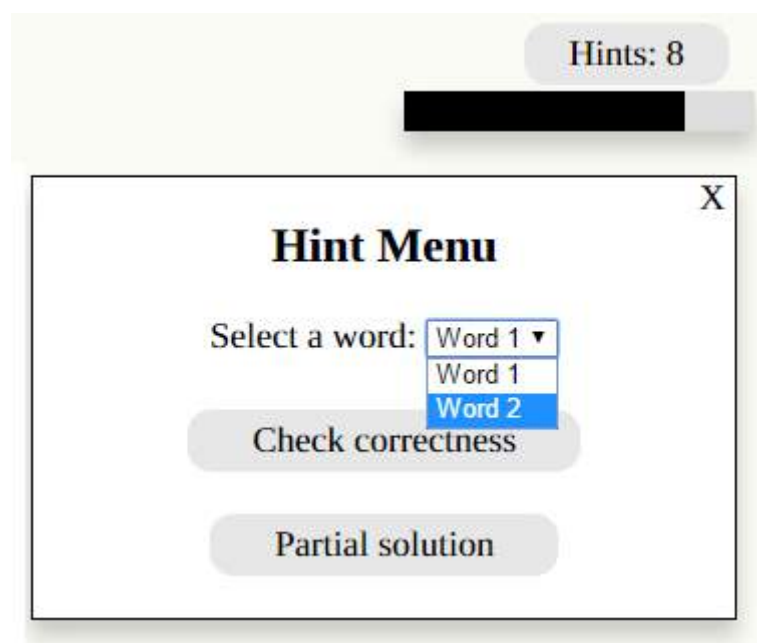 Hints: 8
X
Hint Menu
Select a word: Word 1 ▼
Word 1
Word 2
Check correctness
Partial solution